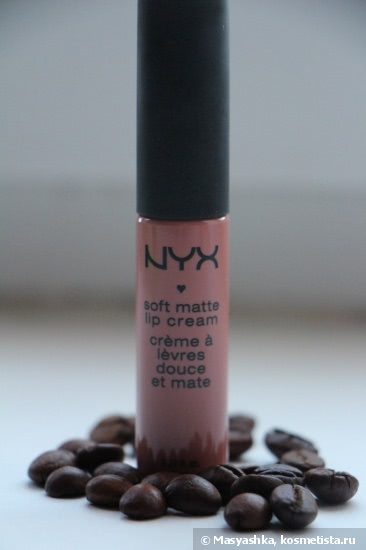 NYX
soft matte
lip cream
crème à
lèvres
douce
et mate
© Masyashka, kosmetista.ru